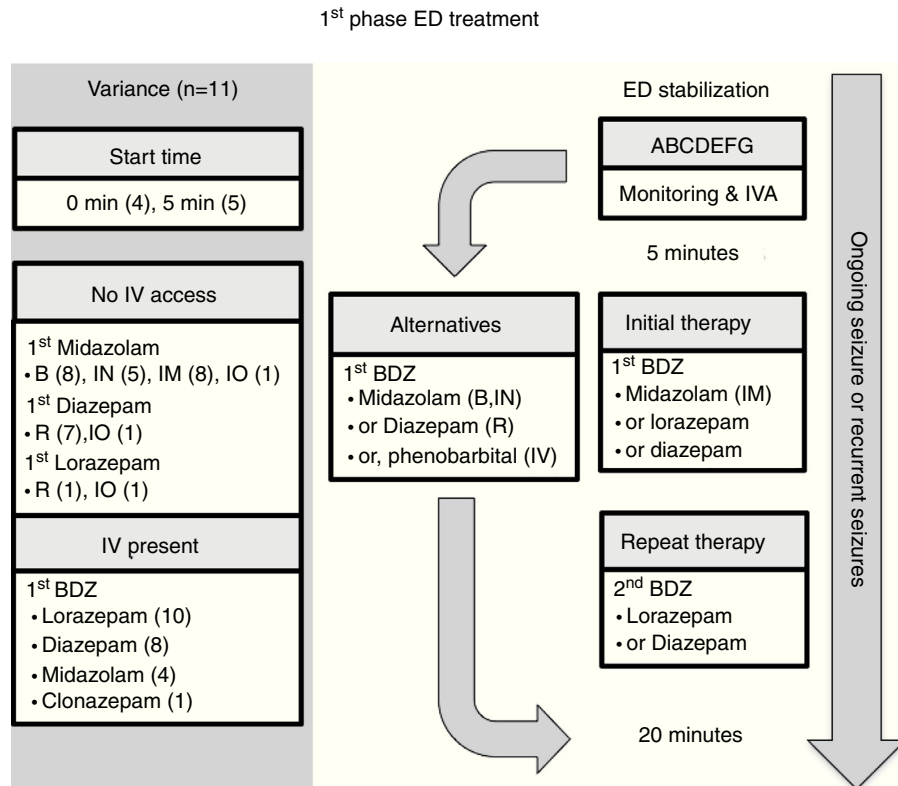 1st phase ED treatment
Variance (n=11)
Start time
0 min (4), 5 min (5)
No IV access
1st Midazolam
• B (8), IN (5), IM (8), IO (1)
1st Diazepam
• R (7),IO (1)
1st Lorazepam
• R (1), IO (1)
IV present
1st BDZ
• Lorazepam (10)
• Diazepam (8)
• Midazolam (4)
• Clonazepam (1)
ED stabilization
ABCDEFG
Monitoring & IVA
5 minutes
Alternatives
1st BDZ
• Midazolam (B,IN)
• or Diazepam (R)
• or, phenobarbital (IV)
Initial therapy
1st BDZ
• Midazolam (IM)
• or lorazepam
• or diazepam
Repeat therapy
2nd BDZ
• Lorazepam
• or Diazepam
20 minutes
Ongoing seizure or recurrent seizures